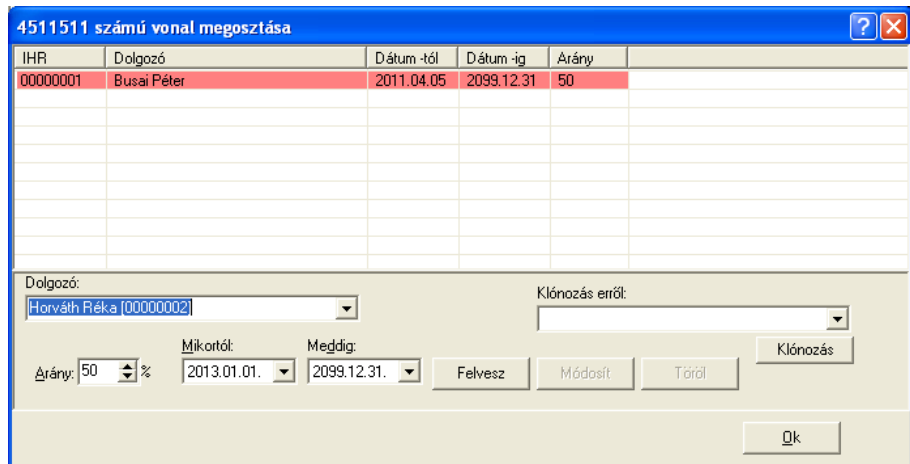 4511511 számú vonal megosztása
IHR Dolgozó Dátum -tól Dátum -ig Arány
00000001 Busai Péter 2011.04.05 2099.12.31 50
Dolgozó:
Horváth Réka [00000002]
Klónozás erről:
Klónozás
Mikortól: Meddig:
Arány: 50 % 2013.01.01. 2099.12.31. Felvesz Módosít Töröl
Ok